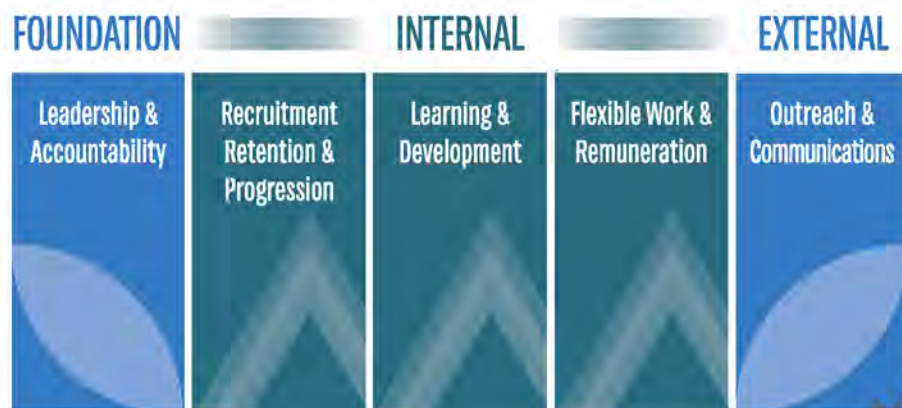 FOUNDATION INTERNAL EXTERNAL
Leadership &
Accountability
Recruitment
Retention &
Progression
Learning &
Development
Flexible Work &
Remuneration
Outreach &
Communications